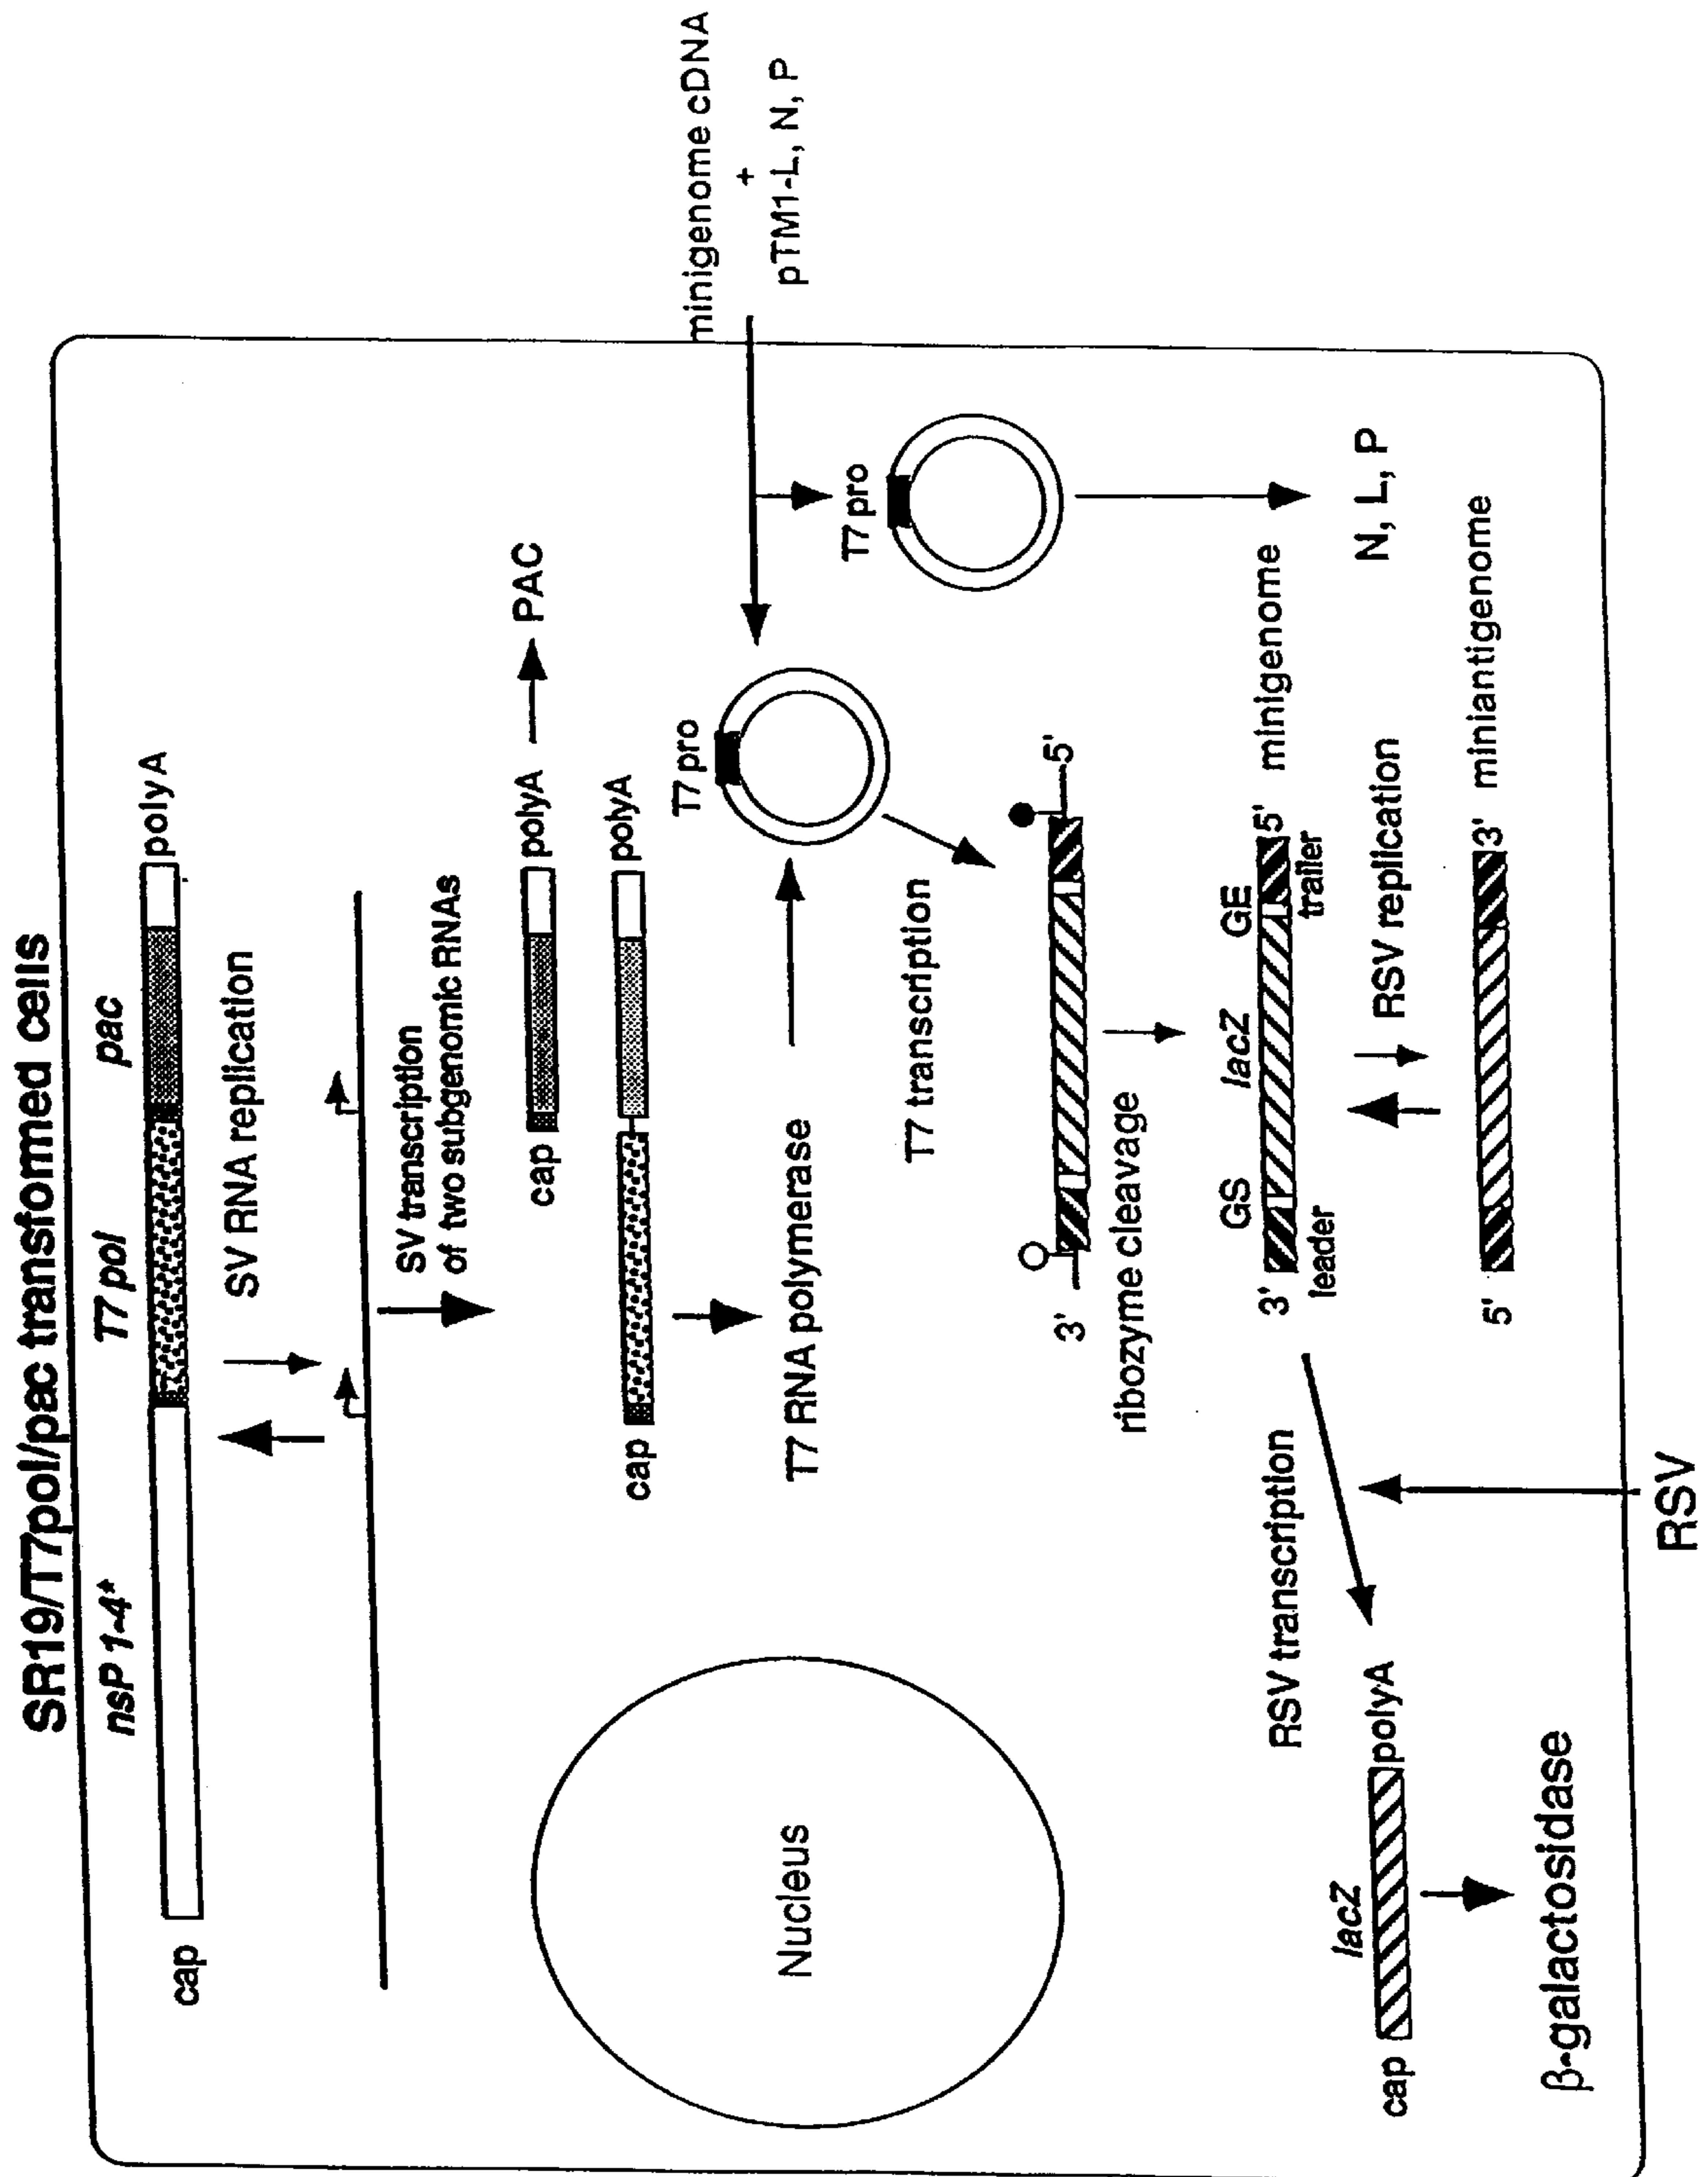 SR19/T7pol/pac transfomed cells
nsP 1-4*
T7 pol
pac
cap
polyA
SV RNA replication
SV transcription
of two subgenomic RNAs
cap
polyA
PAC
cap
polyA
T7 RNA polymerase
T7 pro
minigenome cDNA
+
pTM1-L, N, P
T7 pro
N, L, P
Nucleus
T7 transcription
3'
5'
ribozyme cleavage
GS
lacZ
GE
3'
5'
minigenome
leader
trailer
RSV transcription
RSV replication
5'
3'
miniantigenome
lacZ
cap
polyA
β-galactosidase
RSV